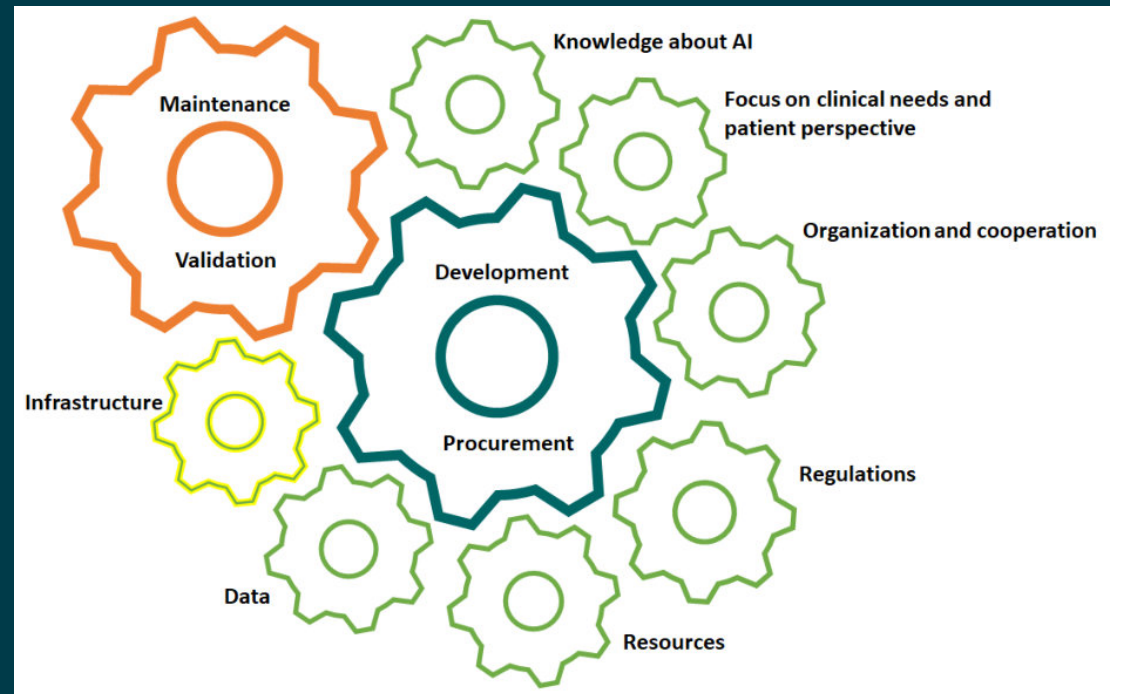 Knowledge about AI
Maintenance
Focus on clinical needs and
patient perspective
Organization and cooperation
Validation
Development
Infrastructure
Procurement
Regulations
Data
Resources